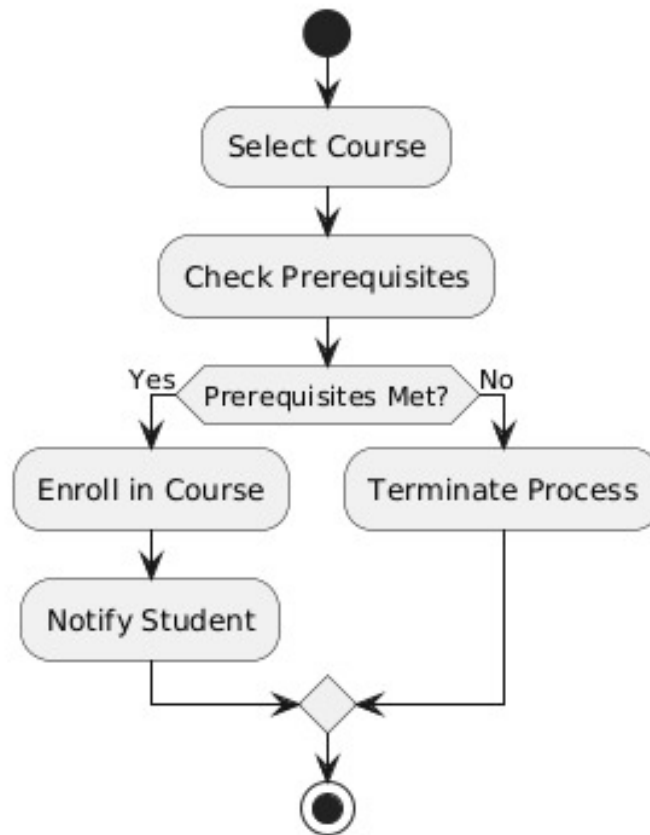 Select Course
Check Prerequisites
Yes
Prerequisites Met?
No
Enroll in Course
Terminate Process
Notify Student